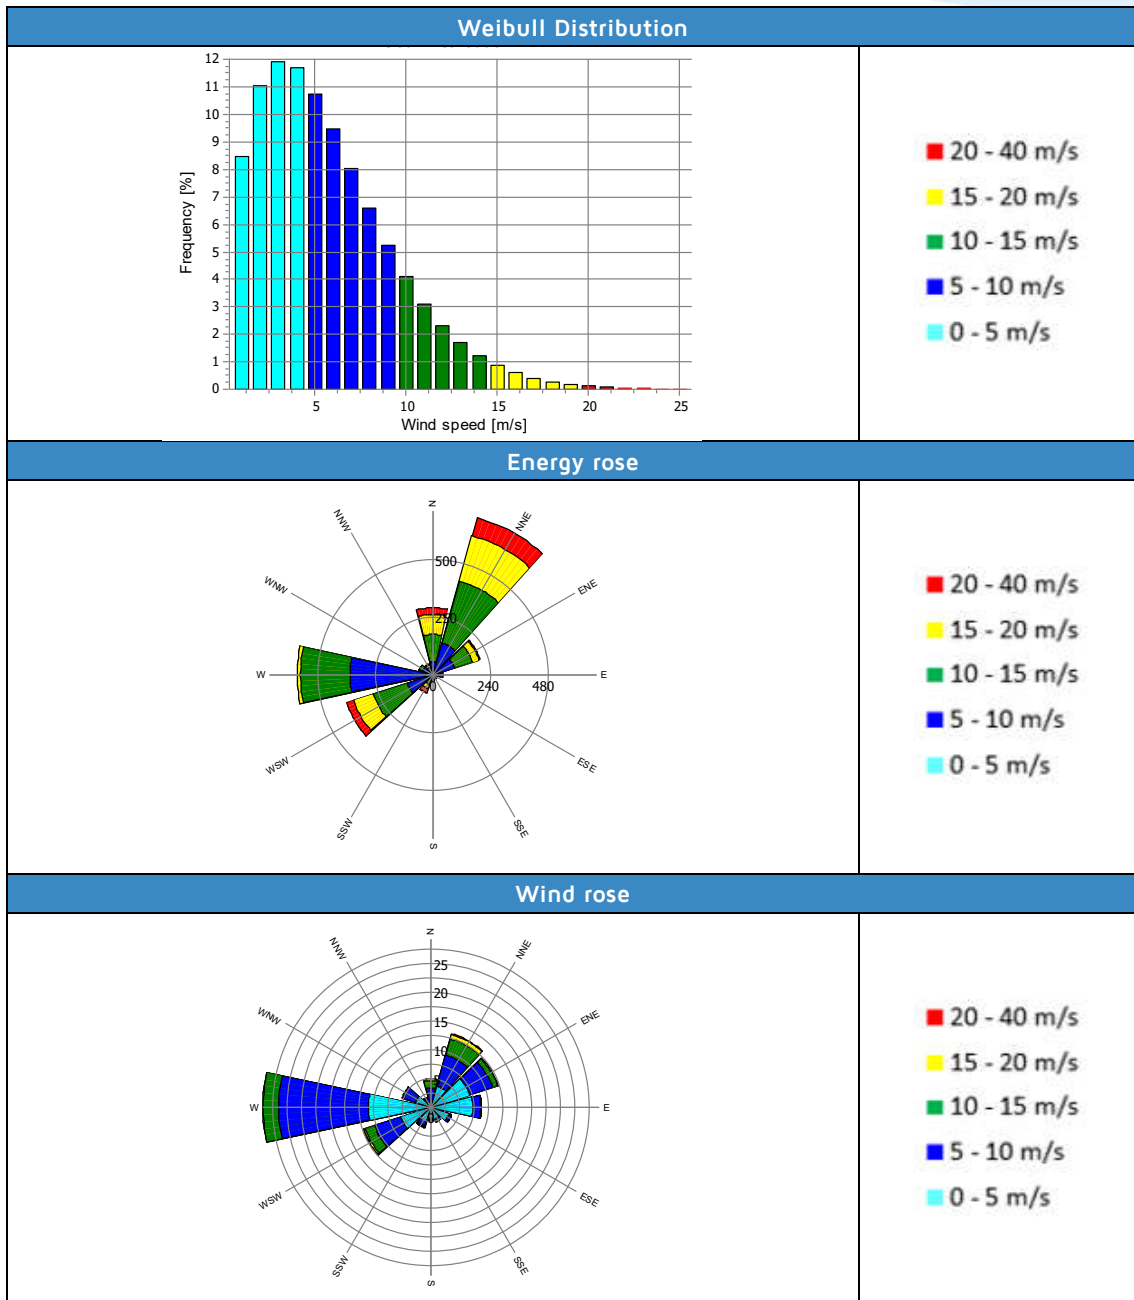 Weibull Distribution
12
11
10
9
8
7
6
5
4
3
2
1
0
Frequency [%]
5 10 15 20 25
Wind speed [m/s]
20 - 40 m/s
15 - 20 m/s
10 - 15 m/s
5 - 10 m/s
0 - 5 m/s
Energy rose
N
NNW NNE
WNW ENE
500
250
W 0 240 480 E
WSW ESE
SSW SSE
S
20 - 40 m/s
15 - 20 m/s
10 - 15 m/s
5 - 10 m/s
0 - 5 m/s
Wind rose
N
NNW NNE
25
20
WNW ENE
15
10
5
W E
0
WSW ESE
SSW SSE
S
20 - 40 m/s
15 - 20 m/s
10 - 15 m/s
5 - 10 m/s
0 - 5 m/s